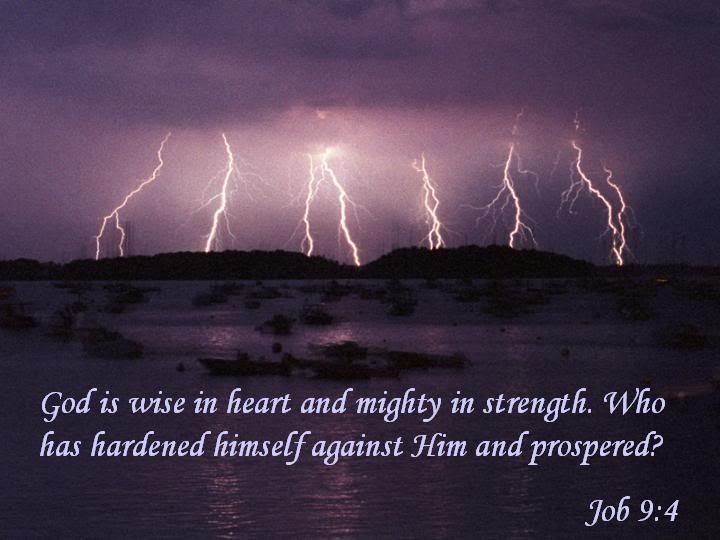 God is wise in heart and mighty in strength. Who
has hardened himself against Him and prospered?
Job 9:4